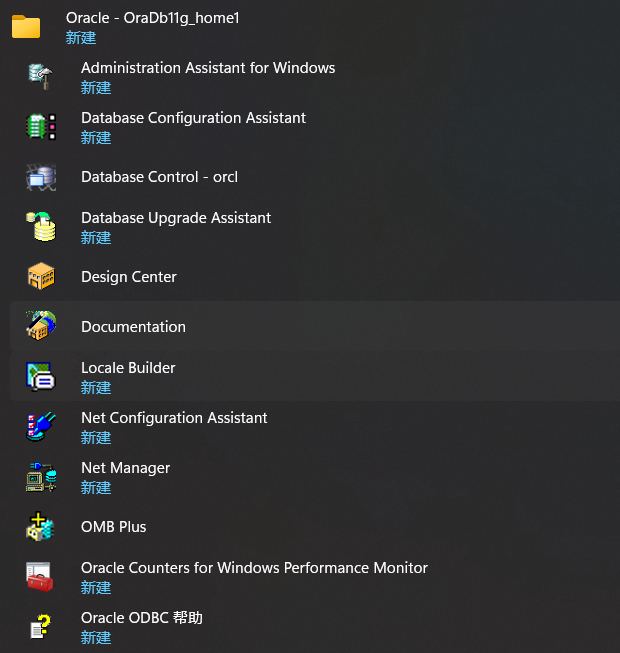 Oracle - OraDb11g_home1
新建
Administration Assistant for Windows
新建
Database Configuration Assistant
新建
Database Control - orcl
Database Upgrade Assistant
新建
Design Center
Documentation
Locale Builder
新建
Net Configuration Assistant
新建
Net Manager
新建
OMB Plus
Oracle Counters for Windows Performance Monitor
新建
Oracle ODBC 帮助
新建